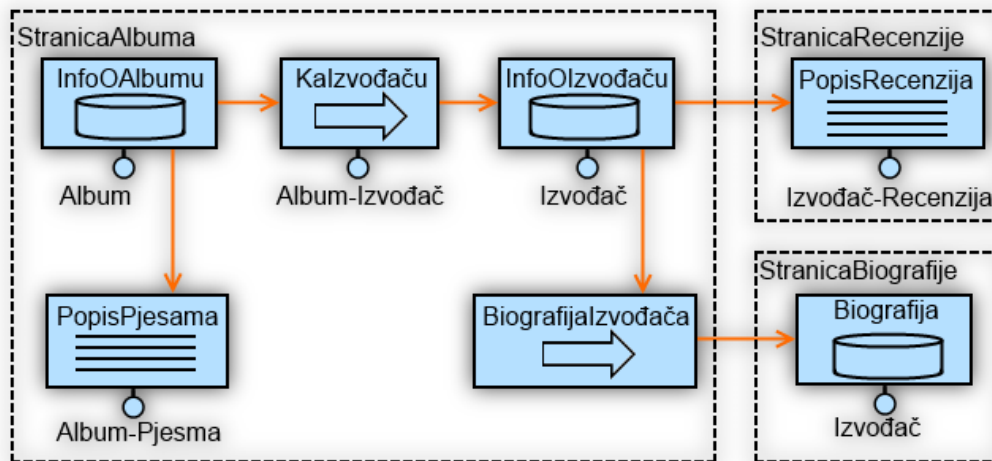 StranicaAlbuma
InfoOAlbumu
KaIzvođaču
InfoOIzvođaču
Album
Album-Izvođač
Izvođač
PopisPjesama
BiografijaIzvođača
Album-Pjesma
StranicaRecenzije
PopisRecenzija
Izvođač-Recenzija
StranicaBiografije
Biografija
Izvođač